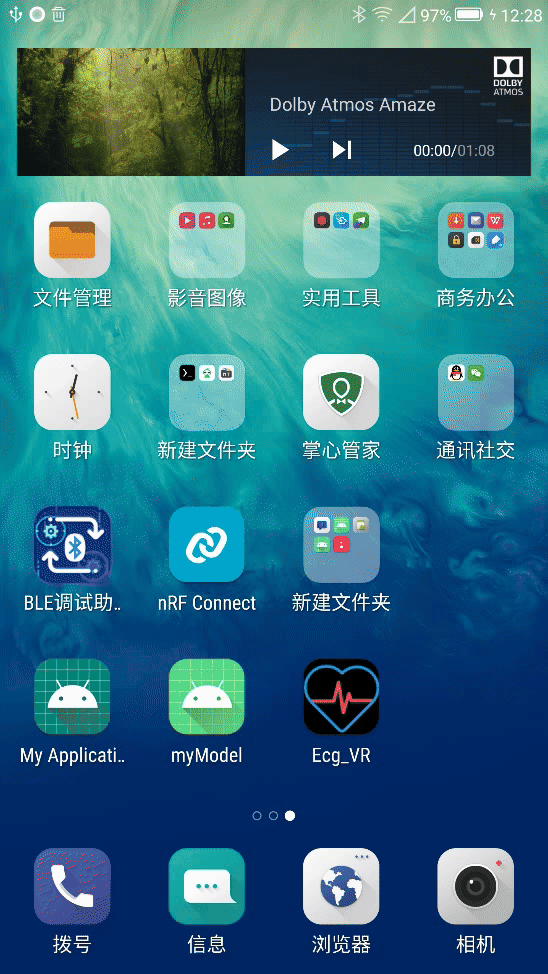 97% 12:28
DOLBY
ATMOS
Dolby Atmos Amaze
00:00/01:08
文件管理 影音图像 实用工具 商务办公
时钟 新建文件夹 掌心管家 通讯社交
BLE调试助.. nRF Connect 新建文件夹
My Applicati.. myModel Ecg_VR
拨号 信息 浏览器 相机